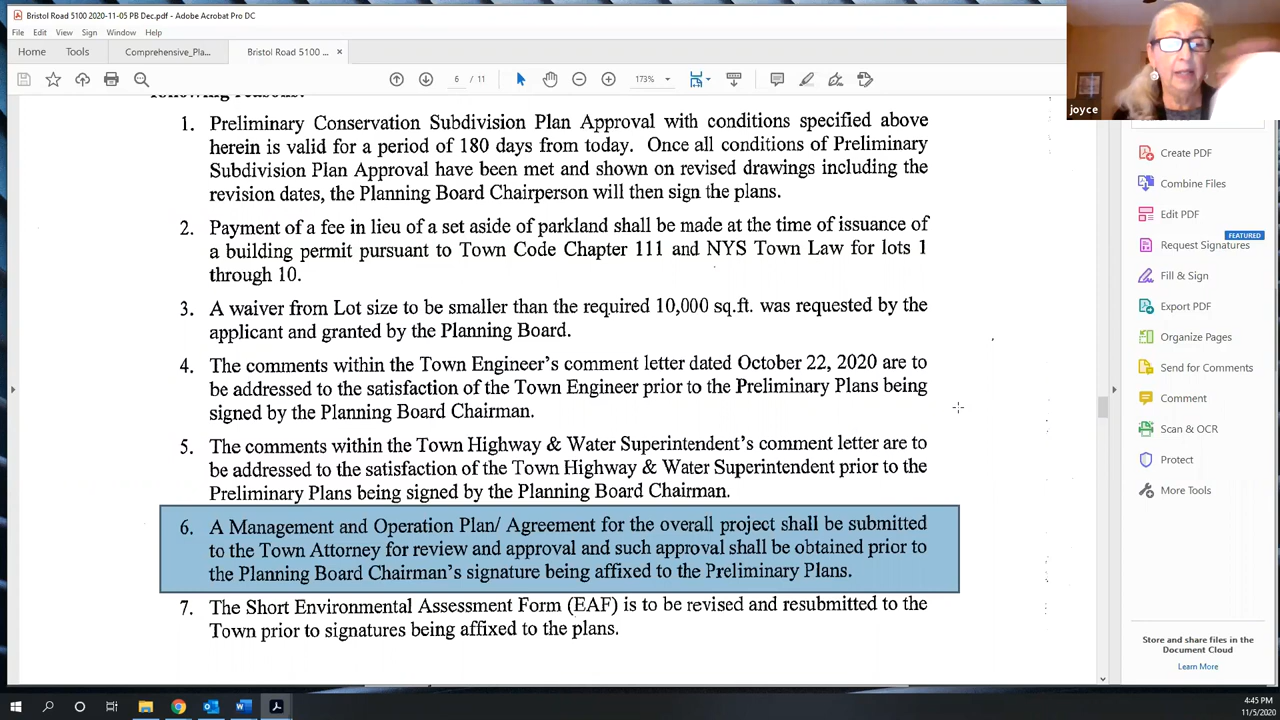 Bristol Road 5100 2020-11-05 PB Dec.pdf - Adobe Acrobat Pro DC
File Edit View Window Sign Help
Home Tools Comprehensive_Pla... Bristol Road 5100 ... ×
6 / 11 173%
joyce
following reasons:
1. Preliminary Conservation Subdivision Plan Approval with conditions specified above
herein is valid for a period of 180 days from today. Once all conditions of Preliminary
Subdivision Plan Approval have been met and shown on revised drawings including the
revision dates, the Planning Board Chairperson will then sign the plans.
2. Payment of a fee in lieu of a set aside of parkland shall be made at the time of issuance of
a building permit pursuant to Town Code Chapter 111 and NYS Town Law for lots 1
through 10.
3. A waiver from Lot size to be smaller than the required 10,000 sq.ft. was requested by the
applicant and granted by the Planning Board.
4. The comments within the Town Engineer's comment letter dated October 22, 2020 are to
be addressed to the satisfaction of the Town Engineer prior to the Preliminary Plans being
signed by the Planning Board Chairman.
5. The comments within the Town Highway & Water Superintendent's comment letter are to
be addressed to the satisfaction of the Town Highway & Water Superintendent prior to the
Preliminary Plans being signed by the Planning Board Chairman.
6. A Management and Operation Plan/ Agreement for the overall project shall be submitted
to the Town Attorney for review and approval and such approval shall be obtained prior to
the Planning Board Chairman's signature being affixed to the Preliminary Plans.
7. The Short Environmental Assessment Form (EAF) is to be revised and resubmitted to the
Town prior to signatures being affixed to the plans.
Create PDF
Combine Files
Edit PDF
FEATURED
Request Signatures
Fill & Sign
Export PDF
Organize Pages
Send for Comments
Comment
Scan & OCR
Protect
More Tools
Store and share files in the
Document Cloud
Learn More
4:45 PM
11/5/2020